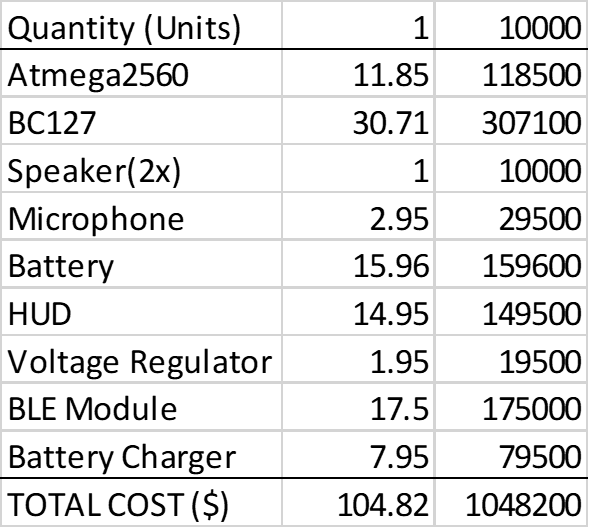 Quantity (Units) 1 10000
Atmega2560 11.85 118500
BC127 30.71 307100
Speaker(2x) 1 10000
Microphone 2.95 29500
Battery 15.96 159600
HUD 14.95 149500
Voltage Regulator 1.95 19500
BLE Module 17.5 175000
Battery Charger 7.95 79500
TOTAL COST ($) 104.82 1048200